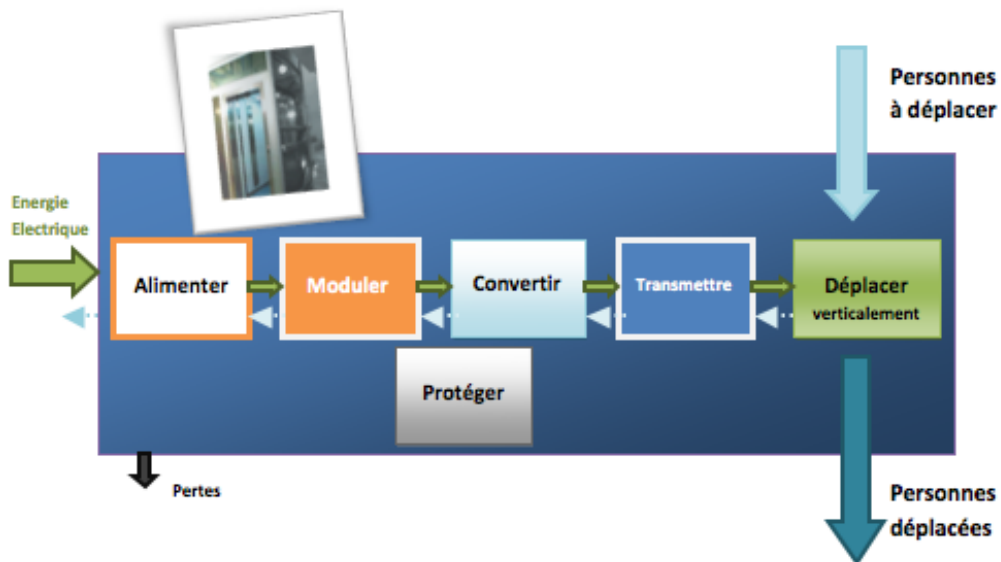 Personnes
à déplacer
Energie
Electrique
Alimenter
Moduler
Convertir
Transmettre
Déplacer
verticalement
Protéger
Pertes
Personnes
déplacées